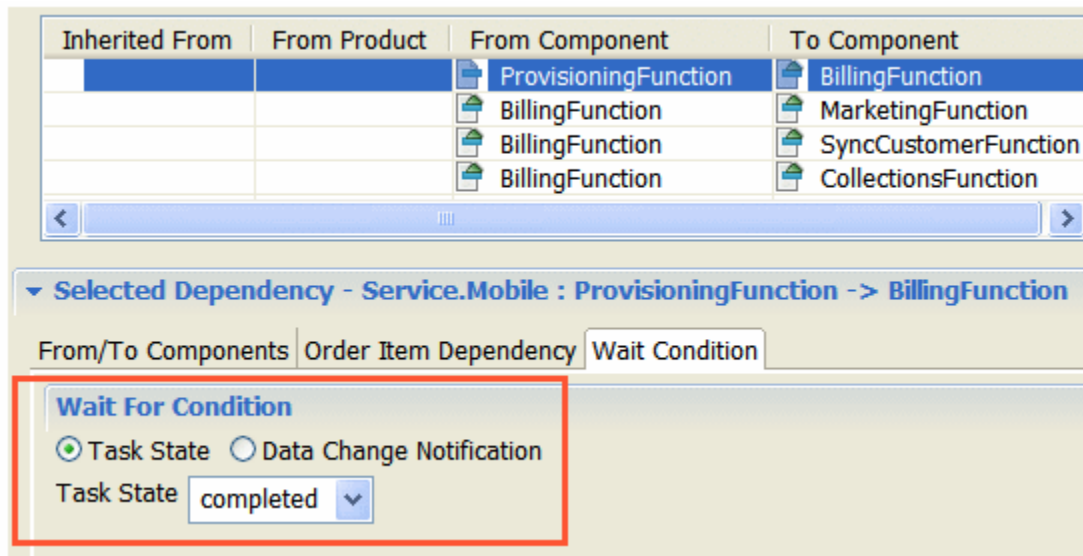 Inherited From From Product From Component To Component
ProvisioningFunction BillingFunction
BillingFunction MarketingFunction
BillingFunction SyncCustomerFunction
BillingFunction CollectionsFunction
Selected Dependency - Service.Mobile : ProvisioningFunction -> BillingFunction
From/To Components Order Item Dependency Wait Condition
Wait For Condition
Task State Data Change Notification
Task State completed